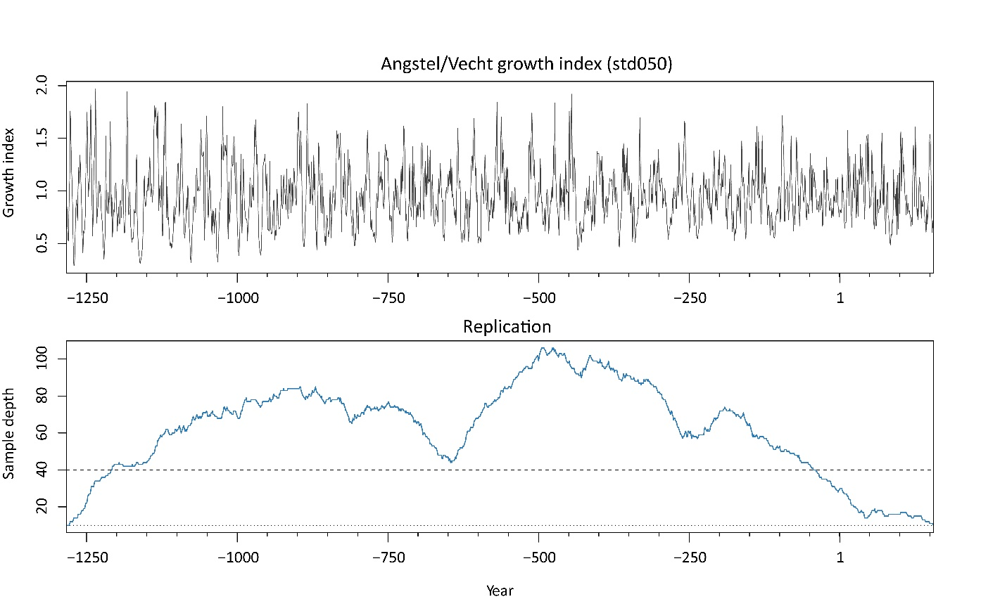 Angstel/Vecht growth index (std050)
Growth index
2.0
1.5
1.0
0.5
−1250 −1000 −750 −500 −250 1
Replication
Sample depth
100
80
60
40
20
−1250 −1000 −750 −500 −250 1
Year